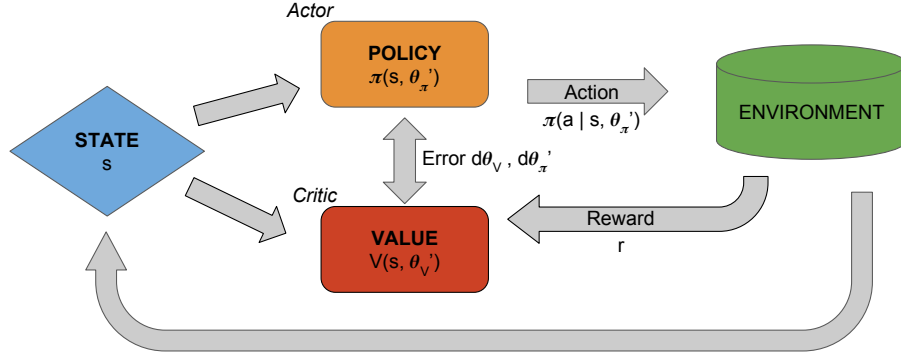 Actor
POLICY
π(s, θπ')
STATE
s
Action
π(a | s, θπ')
ENVIRONMENT
Error dθV , dθπ'
Critic
VALUE
V(s, θV')
Reward
r